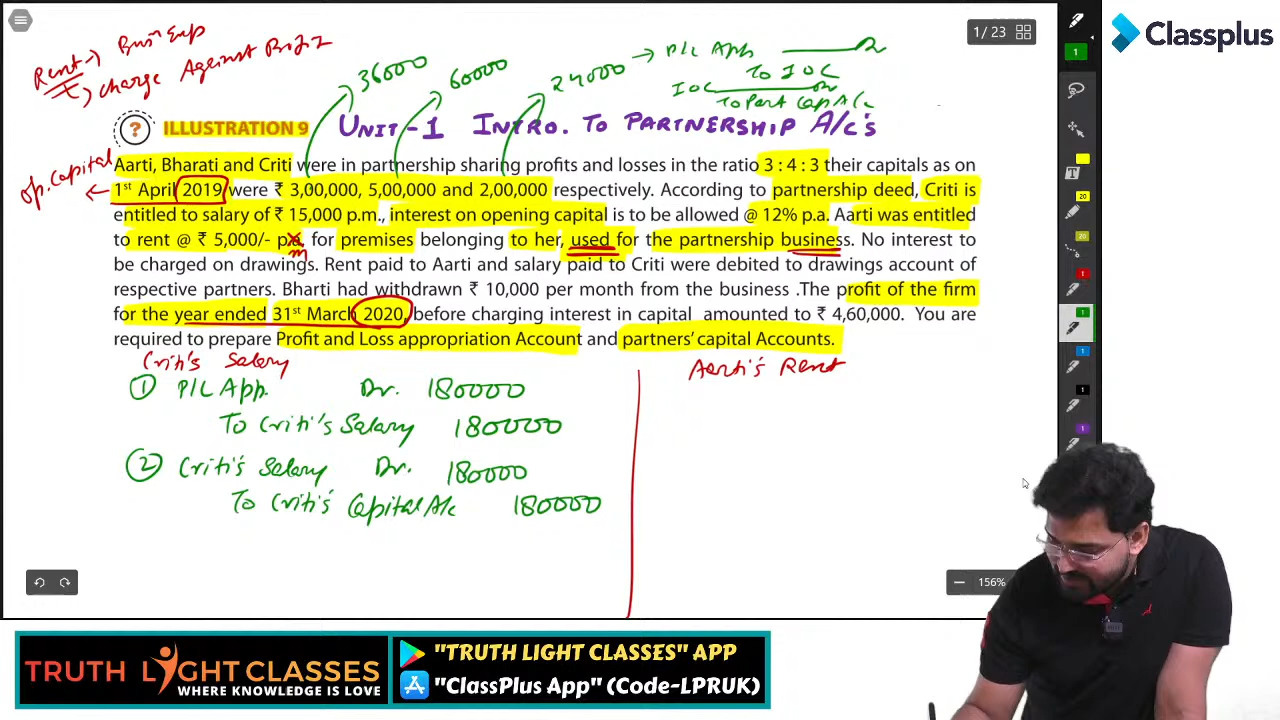 1 / 23
Classplus
Rent → Bus Exp
→ charge Against Profit
36000
60000
24000 → P/L App
To IOC
IOC
To Part Cap A/c
? ILLUSTRATION 9 UNIT-1 INTRO. TO PARTNERSHIP A/c's
Op. Capital
Aarti, Bharati and Criti were in partnership sharing profits and losses in the ratio 3 : 4 : 3 their capitals as on
1st April 2019 were ₹ 3,00,000, 5,00,000 and 2,00,000 respectively. According to partnership deed, Criti is
entitled to salary of ₹ 15,000 p.m., interest on opening capital is to be allowed @ 12% p.a. Aarti was entitled
to rent @ ₹ 5,000/- p.a. for premises belonging to her, used for the partnership business. No interest to
m
be charged on drawings. Rent paid to Aarti and salary paid to Criti were debited to drawings account of
respective partners. Bharti had withdrawn ₹ 10,000 per month from the business .The profit of the firm
for the year ended 31st March 2020, before charging interest in capital amounted to ₹ 4,60,000. You are
required to prepare Profit and Loss appropriation Account and partners' capital Accounts.
Criti's Salary
Aarti's Rent
① P/L App. Dr. 180000
To Criti's Salary 180000
② Criti's Salary Dr. 180000
To Criti's Capital A/c 180000
156%
TRUTH LIGHT CLASSES
WHERE KNOWLEDGE IS LOVE
"TRUTH LIGHT CLASSES" APP
"ClassPlus App" (Code-LPRUK)